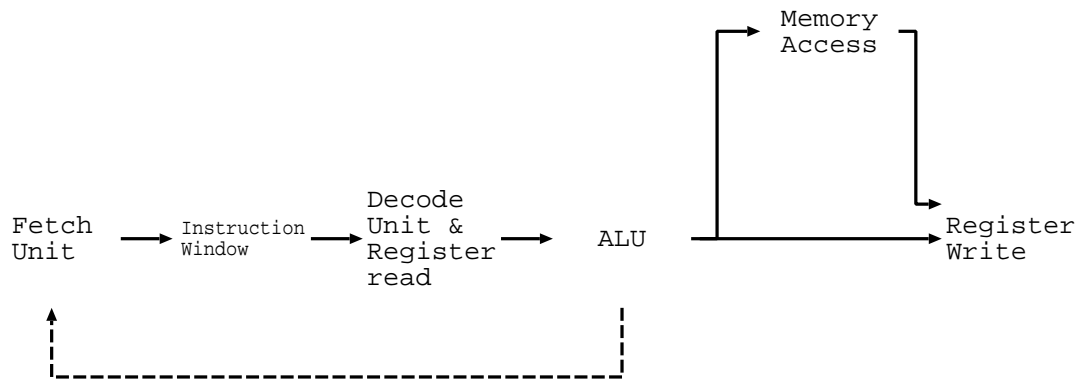 Fetch
Unit
Instruction
Window
Decode
Unit &
Register
read
ALU
Memory
Access
Register
Write